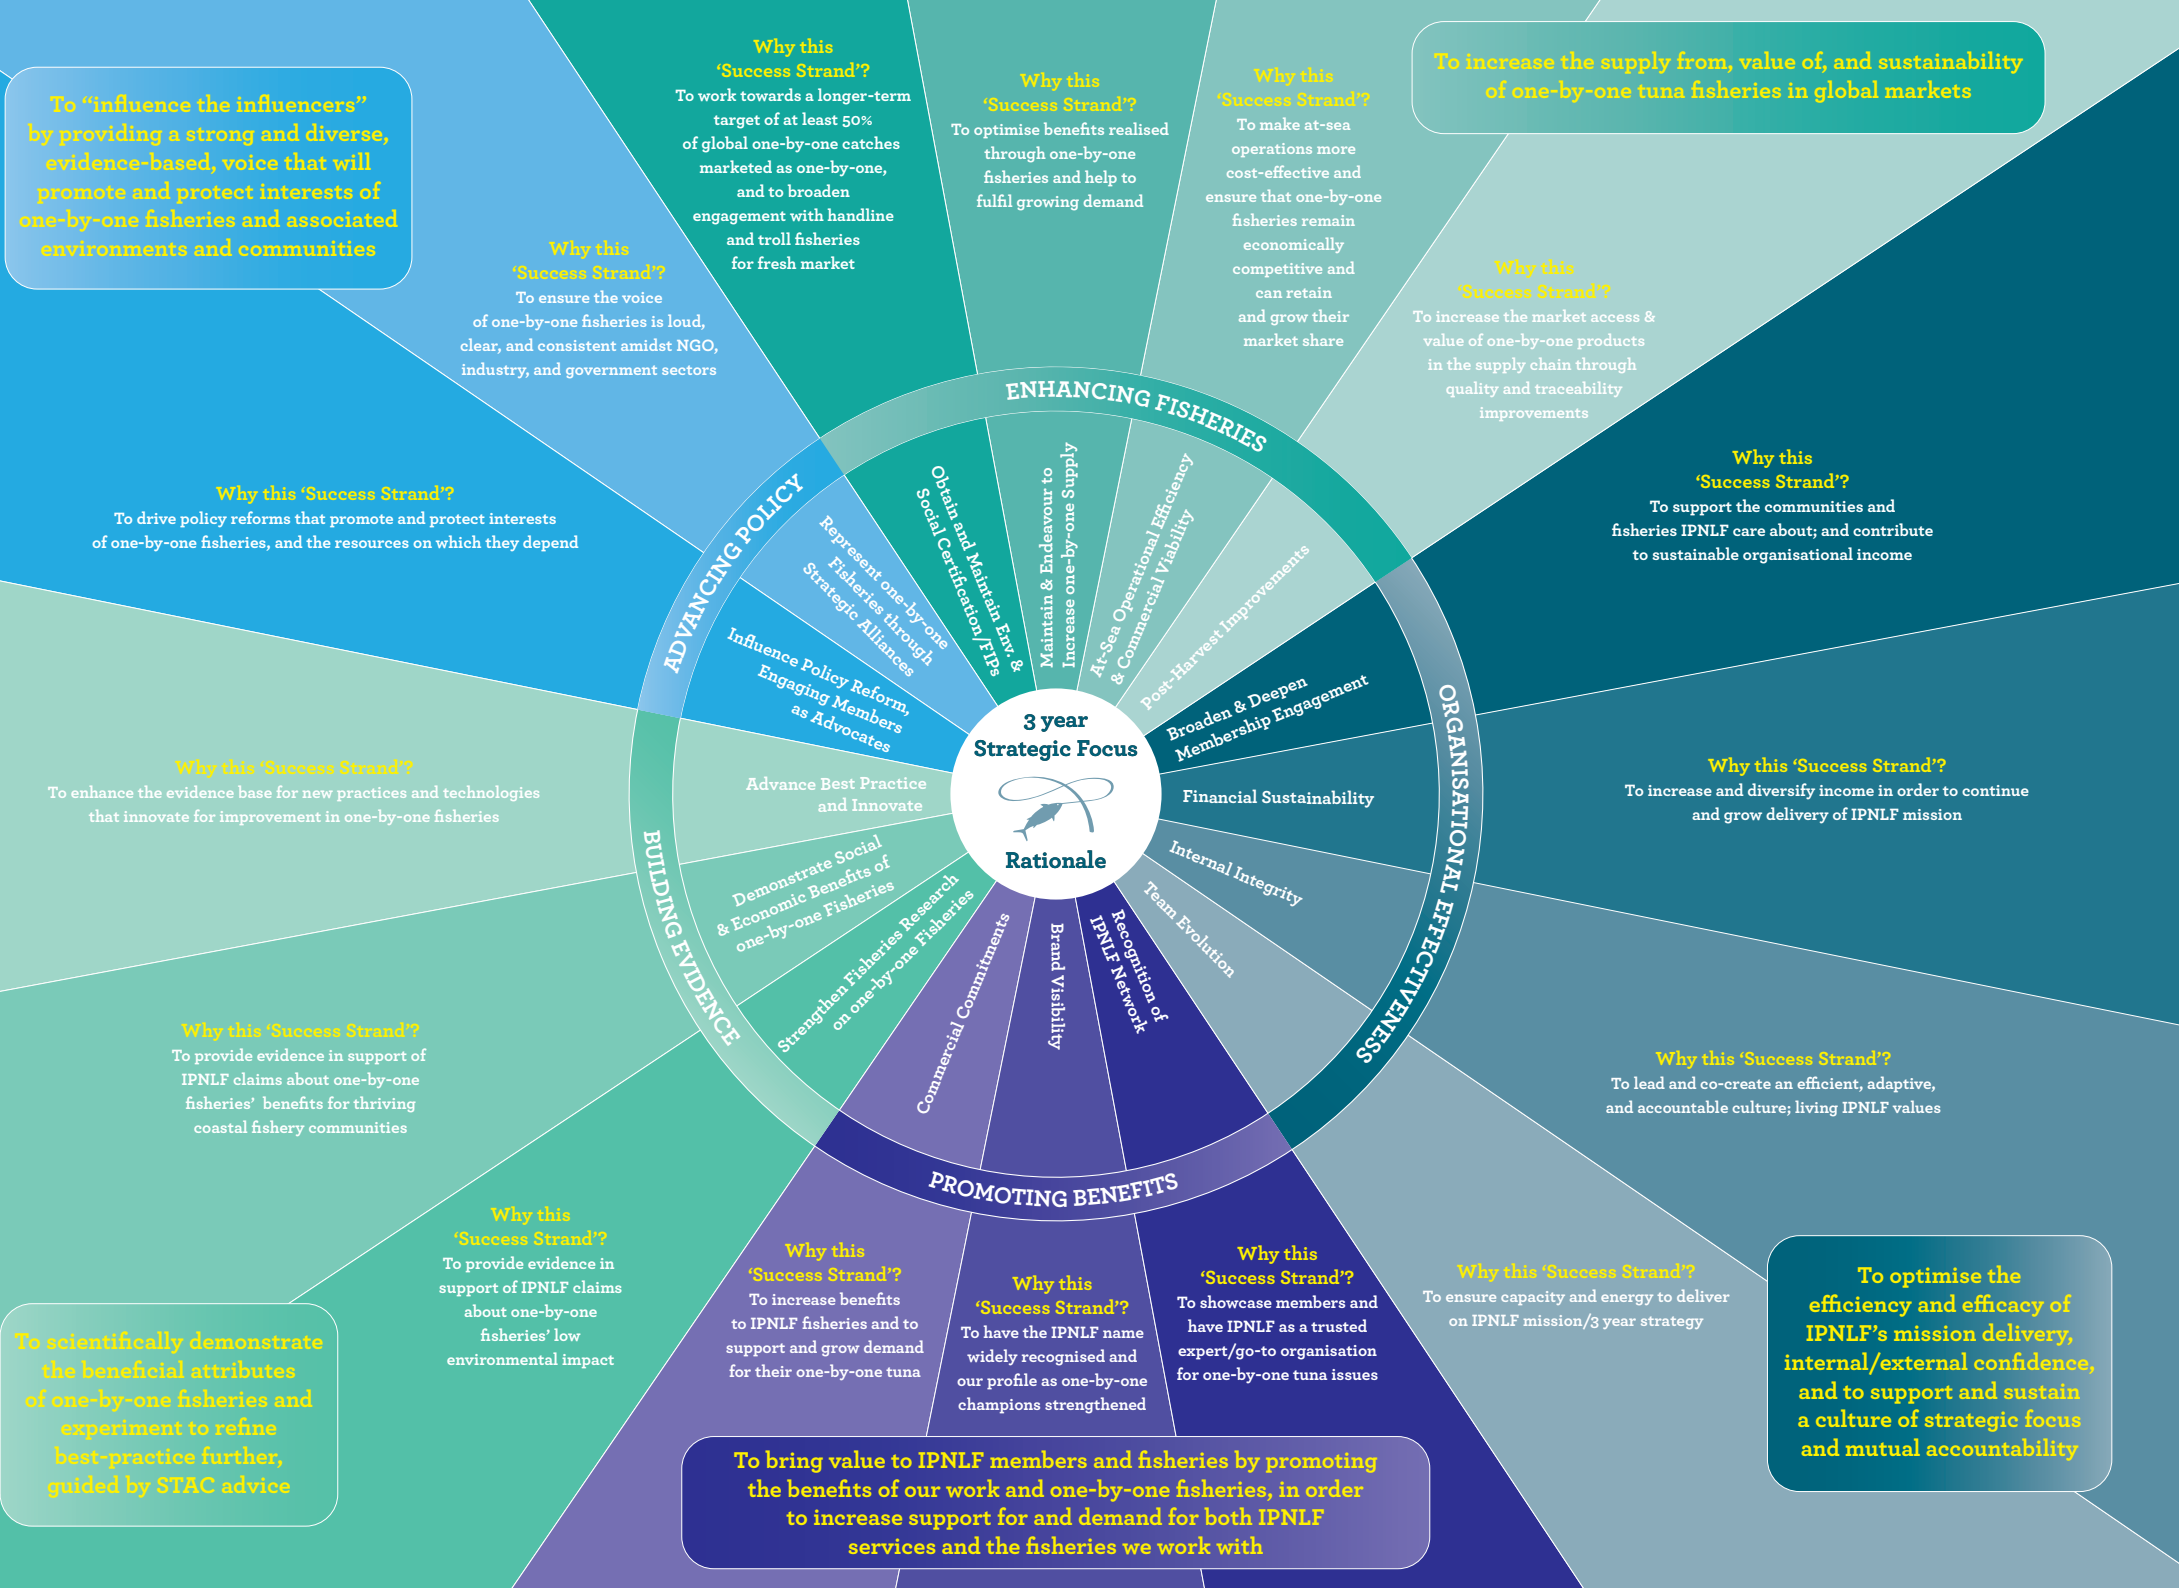 3 year
Strategic Focus
Rationale
ENHANCING FISHERIES
To increase the supply from, value of, and sustainability
of one-by-one tuna fisheries in global markets
Obtain and Maintain Env. &
Social Certification/FIPs
Why this
‘Success Strand’?
To work towards a longer-term
target of at least 50%
of global one-by-one catches
marketed as one-by-one,
and to broaden
engagement with handline
and troll fisheries
for fresh market
Maintain & Endeavour to
Increase one-by-one Supply
Why this
‘Success Strand’?
To optimise benefits realised
through one-by-one
fisheries and help to
fulfil growing demand
At-Sea Operational Efficiency
& Commercial Viability
Why this
‘Success Strand’?
To make at-sea
operations more
cost-effective and
ensure that one-by-one
fisheries remain
economically
competitive and
can retain
and grow their
market share
Post-Harvest Improvements
Why this
‘Success Strand’?
To increase the market access &
value of one-by-one products
in the supply chain through
quality and traceability
improvements
ORGANISATIONAL EFFECTIVENESS
To optimise the
efficiency and efficacy of
IPNLF’s mission delivery,
internal/external confidence,
and to support and sustain
a culture of strategic focus
and mutual accountability
Broaden & Deepen
Membership Engagement
Why this
‘Success Strand’?
To support the communities and
fisheries IPNLF care about; and contribute
to sustainable organisational income
Financial Sustainability
Why this ‘Success Strand’?
To increase and diversify income in order to continue
and grow delivery of IPNLF mission
Internal Integrity
Why this ‘Success Strand’?
To lead and co-create an efficient, adaptive,
and accountable culture; living IPNLF values
Team Evolution
Why this ‘Success Strand’?
To ensure capacity and energy to deliver
on IPNLF mission/3 year strategy
PROMOTING BENEFITS
To bring value to IPNLF members and fisheries by promoting
the benefits of our work and one-by-one fisheries, in order
to increase support for and demand for both IPNLF
services and the fisheries we work with
Recognition of
IPNLF Network
Why this
‘Success Strand’?
To showcase members and
have IPNLF as a trusted
expert/go-to organisation
for one-by-one tuna issues
Brand Visibility
Why this
‘Success Strand’?
To have the IPNLF name
widely recognised and
our profile as one-by-one
champions strengthened
Commercial Commitments
Why this
‘Success Strand’?
To increase benefits
to IPNLF fisheries and to
support and grow demand
for their one-by-one tuna
BUILDING EVIDENCE
To scientifically demonstrate
the beneficial attributes
of one-by-one fisheries and
experiment to refine
best-practice further,
guided by STAC advice
Strengthen Fisheries Research
on one-by-one Fisheries
Why this
‘Success Strand’?
To provide evidence in
support of IPNLF claims
about one-by-one
fisheries’ low
environmental impact
Demonstrate Social
& Economic Benefits of
one-by-one Fisheries
Why this ‘Success Strand’?
To provide evidence in support of
IPNLF claims about one-by-one
fisheries’ benefits for thriving
coastal fishery communities
Advance Best Practice
and Innovate
Why this ‘Success Strand’?
To enhance the evidence base for new practices and technologies
that innovate for improvement in one-by-one fisheries
ADVANCING POLICY
To “influence the influencers”
by providing a strong and diverse,
evidence-based, voice that will
promote and protect interests of
one-by-one fisheries and associated
environments and communities
Influence Policy Reform,
Engaging Members
as Advocates
Why this ‘Success Strand’?
To drive policy reforms that promote and protect interests
of one-by-one fisheries, and the resources on which they depend
Represent one-by-one
Fisheries through
Strategic Alliances
Why this
‘Success Strand’?
To ensure the voice
of one-by-one fisheries is loud,
clear, and consistent amidst NGO,
industry, and government sectors